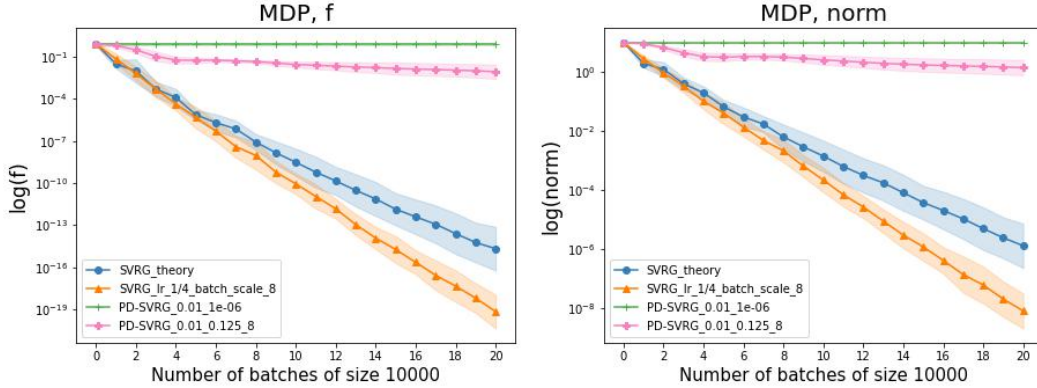 MDP, f
log(f)
10⁻¹
10⁻⁴
10⁻⁷
10⁻¹⁰
10⁻¹³
10⁻¹⁶
10⁻¹⁹
SVRG_theory
SVRG_lr_1/4_batch_scale_8
PD-SVRG_0.01_1e-06
PD-SVRG_0.01_0.125_8
0 2 4 6 8 10 12 14 16 18 20
Number of batches of size 10000
MDP, norm
log(norm)
10⁰
10⁻²
10⁻⁴
10⁻⁶
10⁻⁸
SVRG_theory
SVRG_lr_1/4_batch_scale_8
PD-SVRG_0.01_1e-06
PD-SVRG_0.01_0.125_8
0 2 4 6 8 10 12 14 16 18 20
Number of batches of size 10000